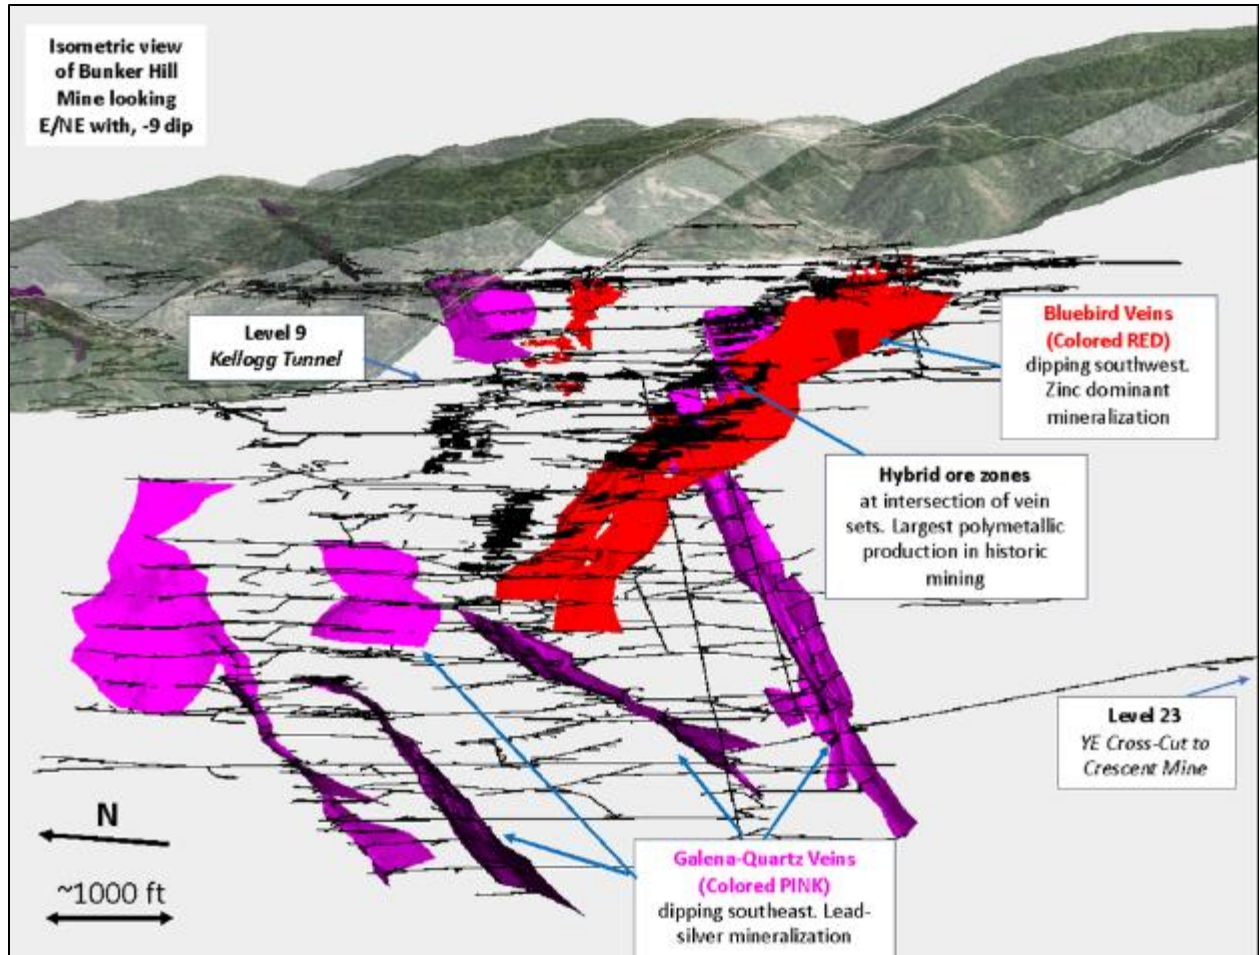 Isometric view
of Bunker Hill
Mine looking
E/NE with, -9 dip
Level 9
Kellogg Tunnel
Bluebird Veins
(Colored RED)
dipping southwest.
Zinc dominant
mineralization
Hybrid ore zones
at intersection of vein
sets. Largest polymetallic
production in historic
mining
Level 23
YE Cross-Cut to
Crescent Mine
N
~1000 ft
Galena-Quartz Veins
(Colored PINK)
dipping southeast. Lead-
silver mineralization